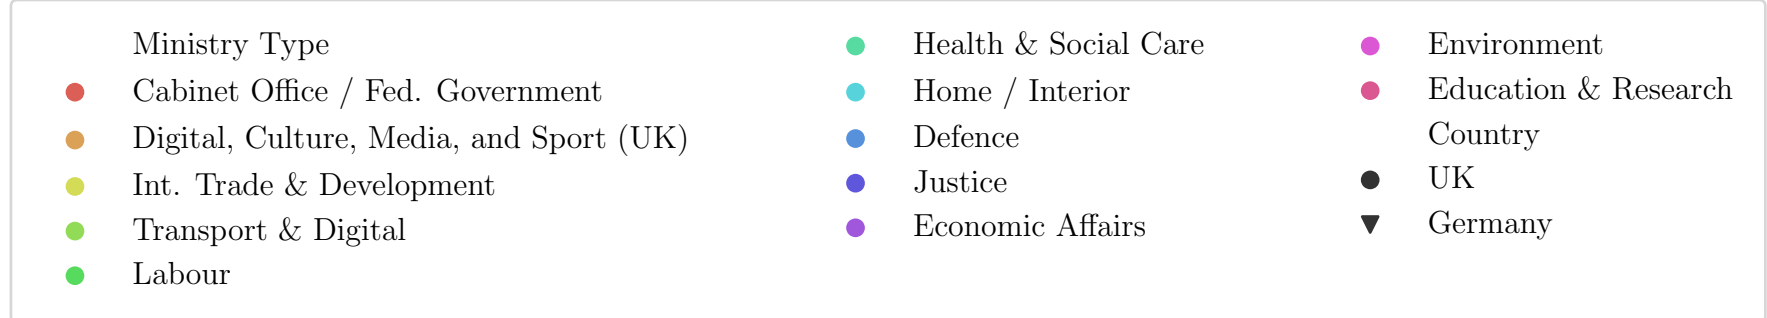 Ministry Type
Cabinet Office / Fed. Government
Digital, Culture, Media, and Sport (UK)
Int. Trade & Development
Transport & Digital
Labour
Health & Social Care
Home / Interior
Defence
Justice
Economic Affairs
Environment
Education & Research
Country
UK
Germany